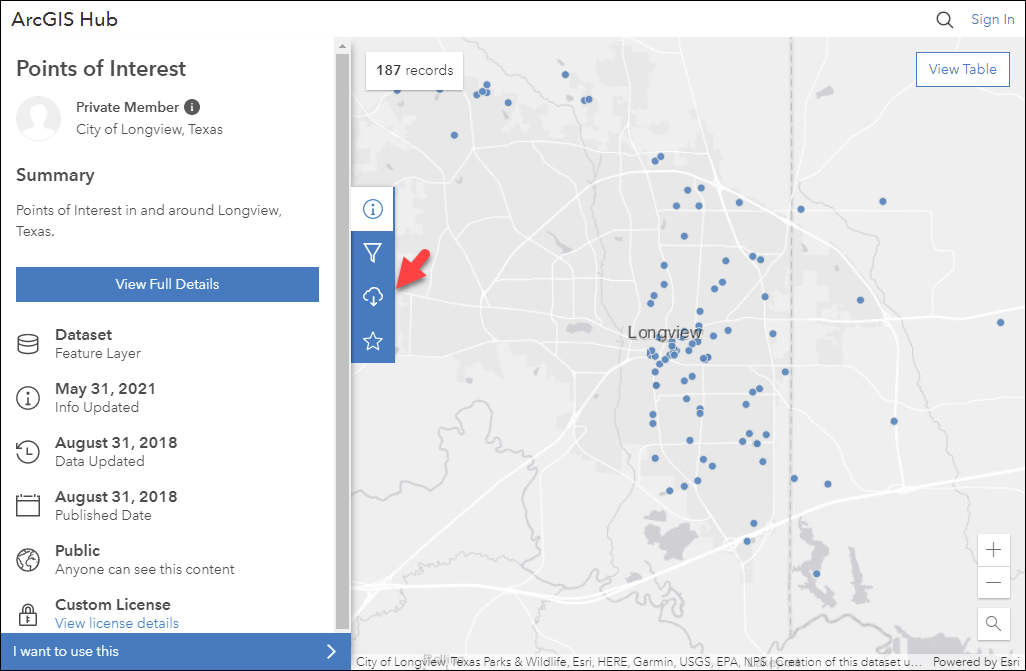 ArcGIS Hub
Sign In
Points of Interest
Private Member
City of Longview, Texas
Summary
Points of Interest in and around Longview,
Texas.
View Full Details
Dataset
Feature Layer
May 31, 2021
Info Updated
August 31, 2018
Data Updated
August 31, 2018
Published Date
Public
Anyone can see this content
Custom License
View license details
I want to use this
187 records
View Table
Longview
City of Longview, Texas Parks & Wildlife, Esri, HERE, Garmin, USGS, EPA, NPS | Creation of this dataset u...
Powered by Esri